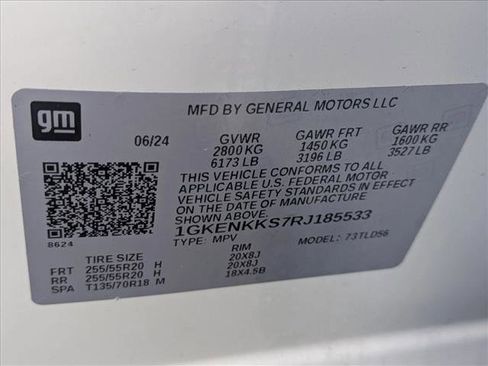 gm
MFD BY GENERAL MOTORS LLC
06/24 GVWR GAWR FRT GAWR RR
2800 KG 1450 KG 1600 KG
6173 LB 3196 LB 3527 LB
THIS VEHICLE CONFORMS TO ALL
APPLICABLE U.S. FEDERAL MOTOR
VEHICLE SAFETY STANDARDS IN EFFECT
ON THE DATE OF MANUFACTURE
SHOWN ABOVE.
1GKENKKS7RJ185533
8624 TYPE: MPV MODEL: 73TLD56
TIRE SIZE RIM
FRT 255/55R20 H 20X8J
RR 255/55R20 H 20X8J
SPA T135/70R18 M 18X4.5B